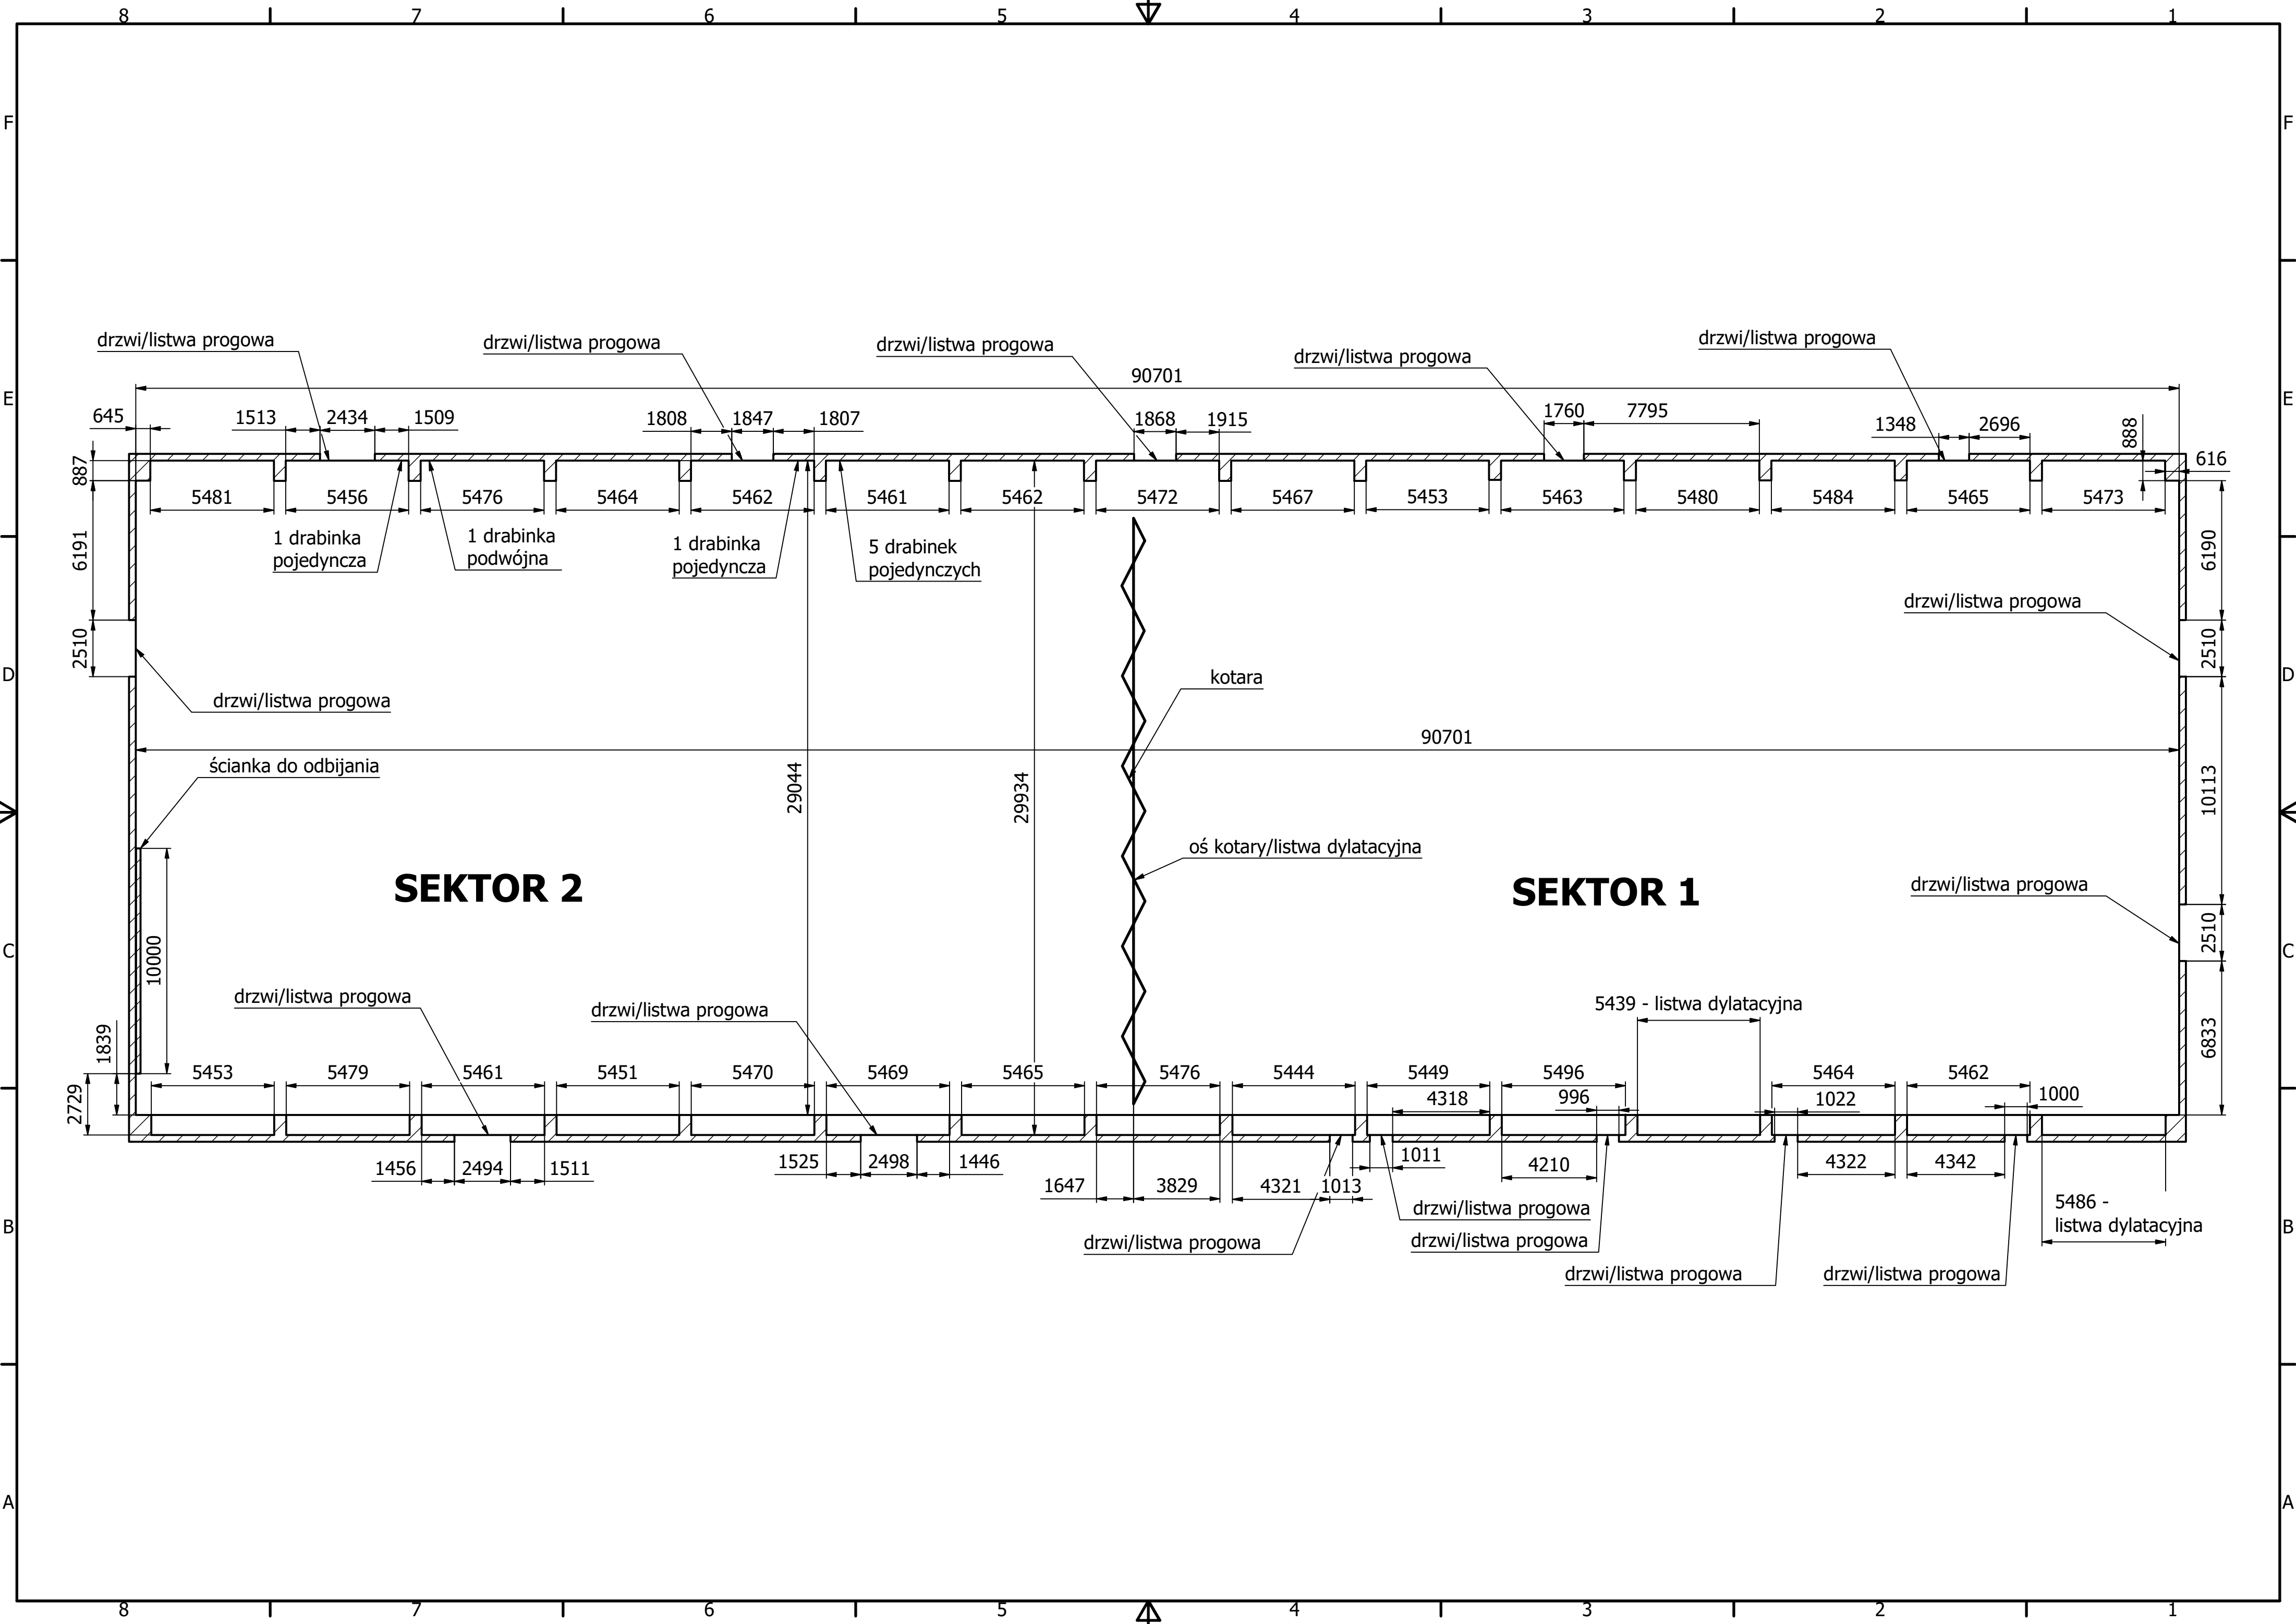 8 7 6 5 4 3 2 1
F F
drzwi/listwa progowa drzwi/listwa progowa drzwi/listwa progowa drzwi/listwa progowa drzwi/listwa progowa
90701
E E
645 1513 2434 1509 1808 1847 1807 1868 1915 1760 7795 1348 2696 888
887 616
5481 5456 5476 5464 5462 5461 5462 5472 5467 5453 5463 5480 5484 5465 5473
1 drabinka
pojedyncza
1 drabinka
podwójna
1 drabinka
pojedyncza
5 drabinek
pojedynczych
6191 6190
drzwi/listwa progowa
2510 2510
D D
kotara
drzwi/listwa progowa
90701
ścianka do odbijania
29044 29934 10113
oś kotary/listwa dylatacyjna
SEKTOR 2 SEKTOR 1
drzwi/listwa progowa
10000 2510
C C
drzwi/listwa progowa drzwi/listwa progowa
5439 - listwa dylatacyjna
1839 6833
5453 5479 5461 5451 5470 5469 5465 5476 5444 5449 5496 5464 5462
2729 4318 996 1022 1000
1456 2494 1511 1525 2498 1446 1011 4210 4322 4342
1647 3829 4321 1013
5486 -
listwa dylatacyjna
drzwi/listwa progowa
drzwi/listwa progowa drzwi/listwa progowa
B B
drzwi/listwa progowa drzwi/listwa progowa
A A
8 7 6 5 4 3 2 1